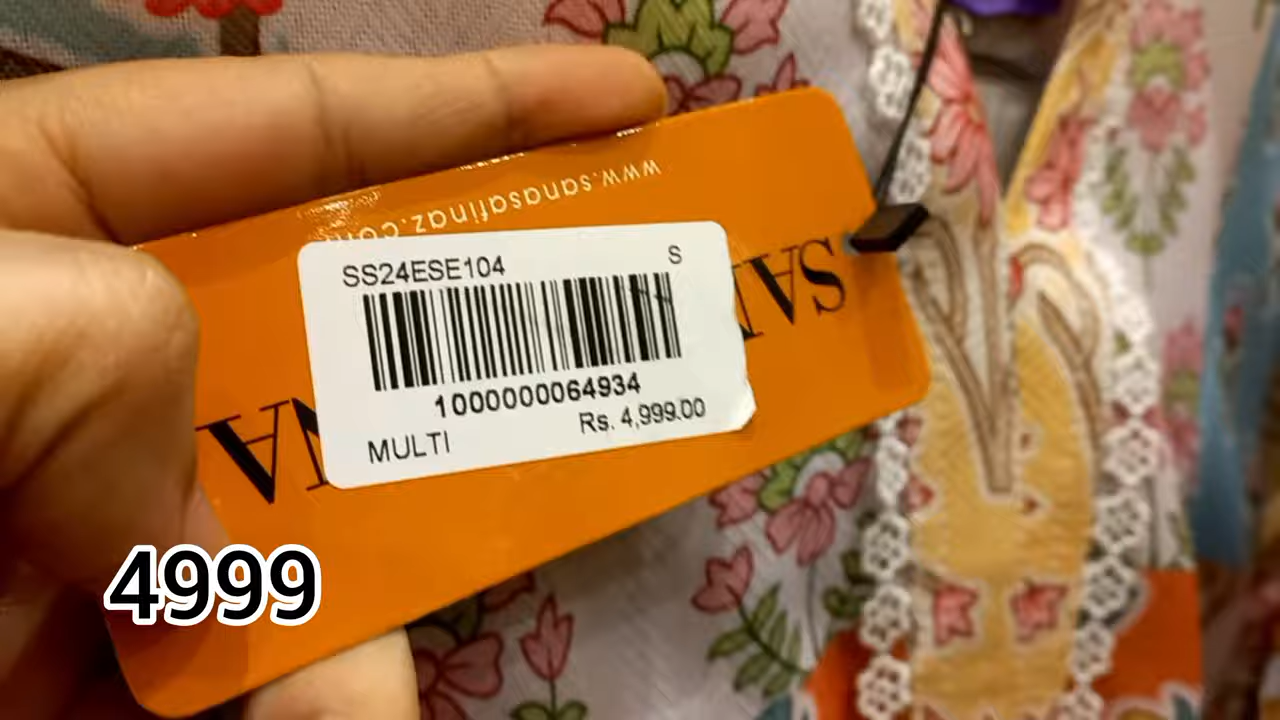 www.sanasafinaz.com
SS24ESE104
S
1000000064934
Rs. 4,999.00
MULTI
4999